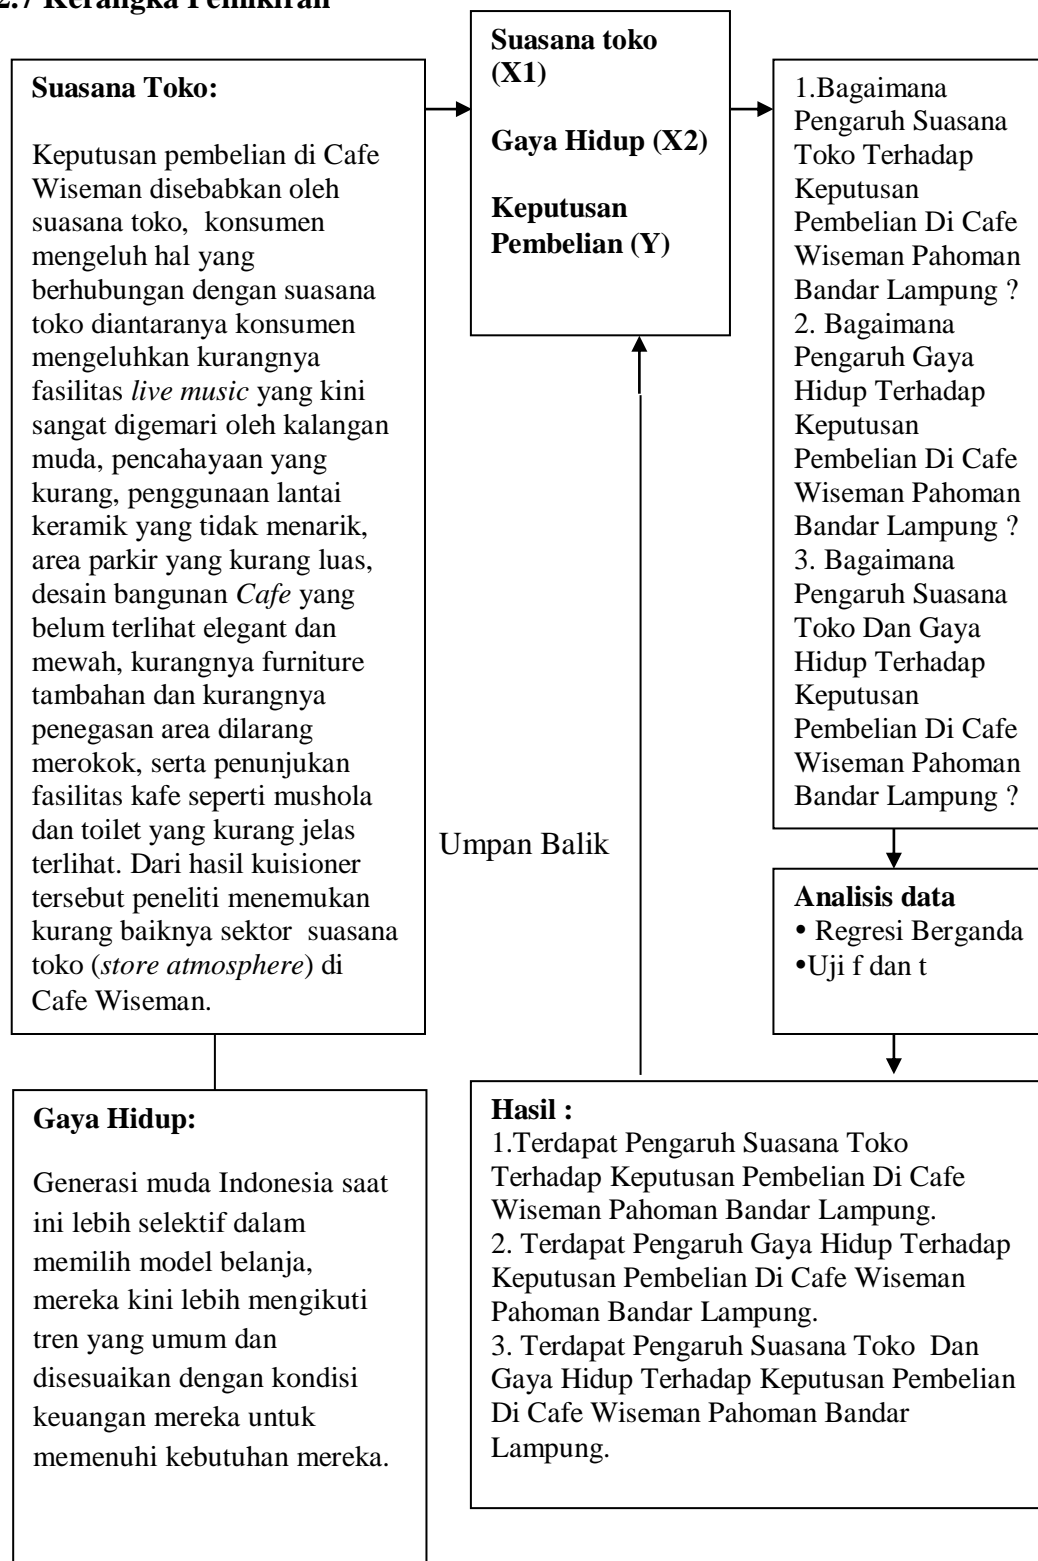 2.7 Kerangka Pemikiran
Suasana Toko:
Keputusan pembelian di Cafe
Wiseman disebabkan oleh
suasana toko, konsumen
mengeluh hal yang
berhubungan dengan suasana
toko diantaranya konsumen
mengeluhkan kurangnya
fasilitas live music yang kini
sangat digemari oleh kalangan
muda, pencahayaan yang
kurang, penggunaan lantai
keramik yang tidak menarik,
area parkir yang kurang luas,
desain bangunan Cafe yang
belum terlihat elegant dan
mewah, kurangnya furniture
tambahan dan kurangnya
penegasan area dilarang
merokok, serta penunjukan
fasilitas kafe seperti mushola
dan toilet yang kurang jelas
terlihat. Dari hasil kuisioner
tersebut peneliti menemukan
kurang baiknya sektor suasana
toko (store atmosphere) di
Cafe Wiseman.
Gaya Hidup:
Generasi muda Indonesia saat
ini lebih selektif dalam
memilih model belanja,
mereka kini lebih mengikuti
tren yang umum dan
disesuaikan dengan kondisi
keuangan mereka untuk
memenuhi kebutuhan mereka.
Suasana toko
(X1)
Gaya Hidup (X2)
Keputusan
Pembelian (Y)
Umpan Balik
1.Bagaimana
Pengaruh Suasana
Toko Terhadap
Keputusan
Pembelian Di Cafe
Wiseman Pahoman
Bandar Lampung ?
2. Bagaimana
Pengaruh Gaya
Hidup Terhadap
Keputusan
Pembelian Di Cafe
Wiseman Pahoman
Bandar Lampung ?
3. Bagaimana
Pengaruh Suasana
Toko Dan Gaya
Hidup Terhadap
Keputusan
Pembelian Di Cafe
Wiseman Pahoman
Bandar Lampung ?
Analisis data
• Regresi Berganda
•Uji f dan t
Hasil :
1.Terdapat Pengaruh Suasana Toko
Terhadap Keputusan Pembelian Di Cafe
Wiseman Pahoman Bandar Lampung.
2. Terdapat Pengaruh Gaya Hidup Terhadap
Keputusan Pembelian Di Cafe Wiseman
Pahoman Bandar Lampung.
3. Terdapat Pengaruh Suasana Toko Dan
Gaya Hidup Terhadap Keputusan Pembelian
Di Cafe Wiseman Pahoman Bandar
Lampung.